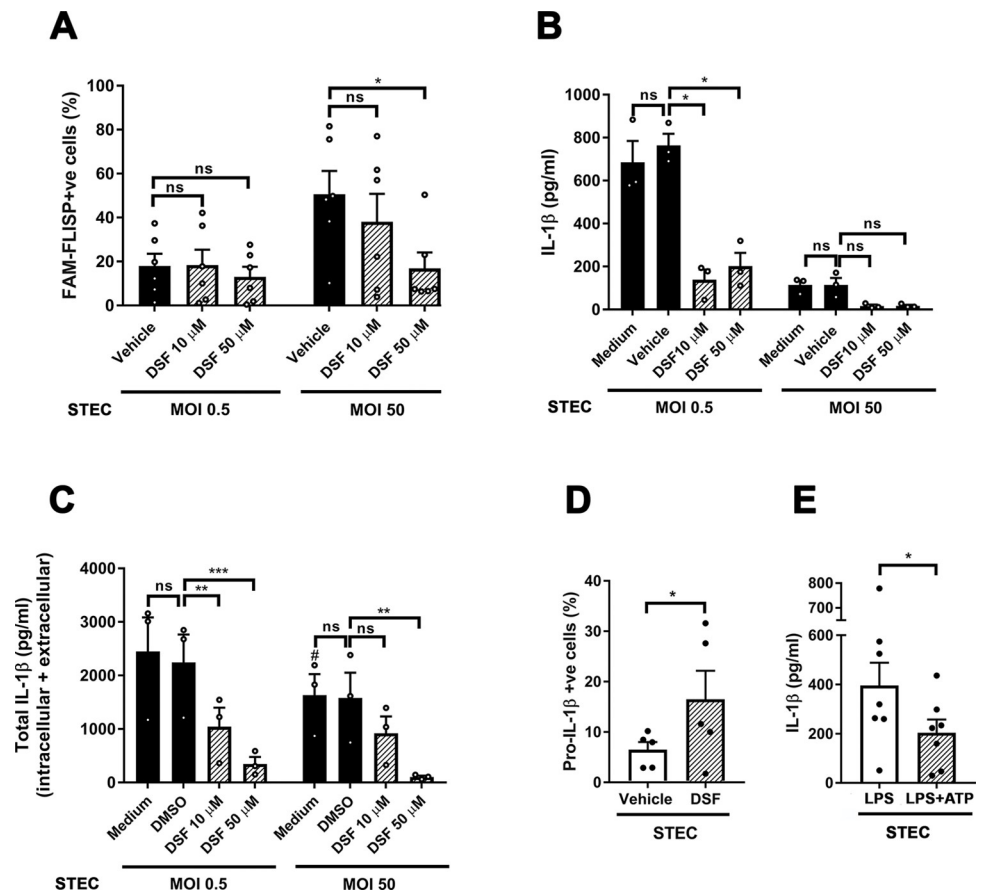 A
FAM-FLISP+ve cells (%)
100
80
60
40
20
0
ns
ns
ns
*
Vehicle
DSF 10 μM
DSF 50 μM
Vehicle
DSF 10 μM
DSF 50 μM
STEC
MOI 0.5
MOI 50
B
IL-1β (pg/ml)
1000
800
600
400
200
0
ns
*
*
ns
ns
ns
Medium
Vehicle
DSF10 μM
DSF 50 μM
Medium
Vehicle
DSF10 μM
DSF 50 μM
STEC
MOI 0.5
MOI 50
C
Total IL-1β (pg/ml)
(intracellular + extracellular)
4000
3000
2000
1000
0
ns
**
***
#
ns
ns
**
Medium
DMSO
DSF 10 μM
DSF 50 μM
Medium
DMSO
DSF 10 μM
DSF 50 μM
STEC
MOI 0.5
MOI 50
D
Pro-IL-1β +ve cells (%)
40
30
20
10
0
*
Vehicle
DSF
STEC
E
IL-1β (pg/ml)
800
700
600
400
200
0
*
LPS
LPS+ATP
STEC